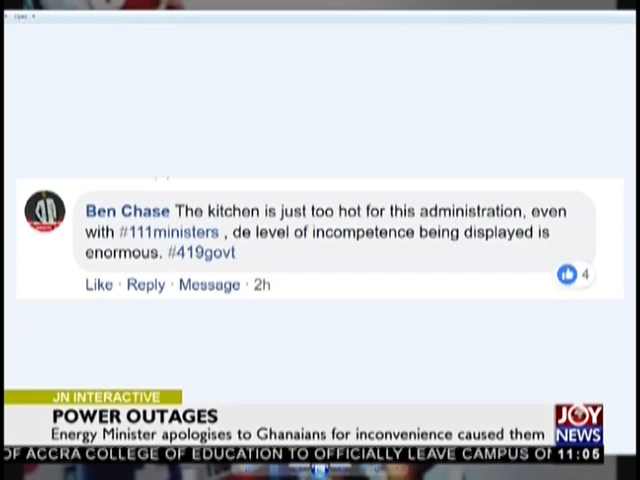 Ben Chase The kitchen is just too hot for this administration, even
with #111ministers , de level of incompetence being displayed is
enormous. #419govt
4
Like · Reply · Message · 2h
JN INTERACTIVE
POWER OUTAGES
Energy Minister apologises to Ghanaians for inconvenience caused them
JOY
NEWS
OF ACCRA COLLEGE OF EDUCATION TO OFFICIALLY LEAVE CAMPUS
11:05